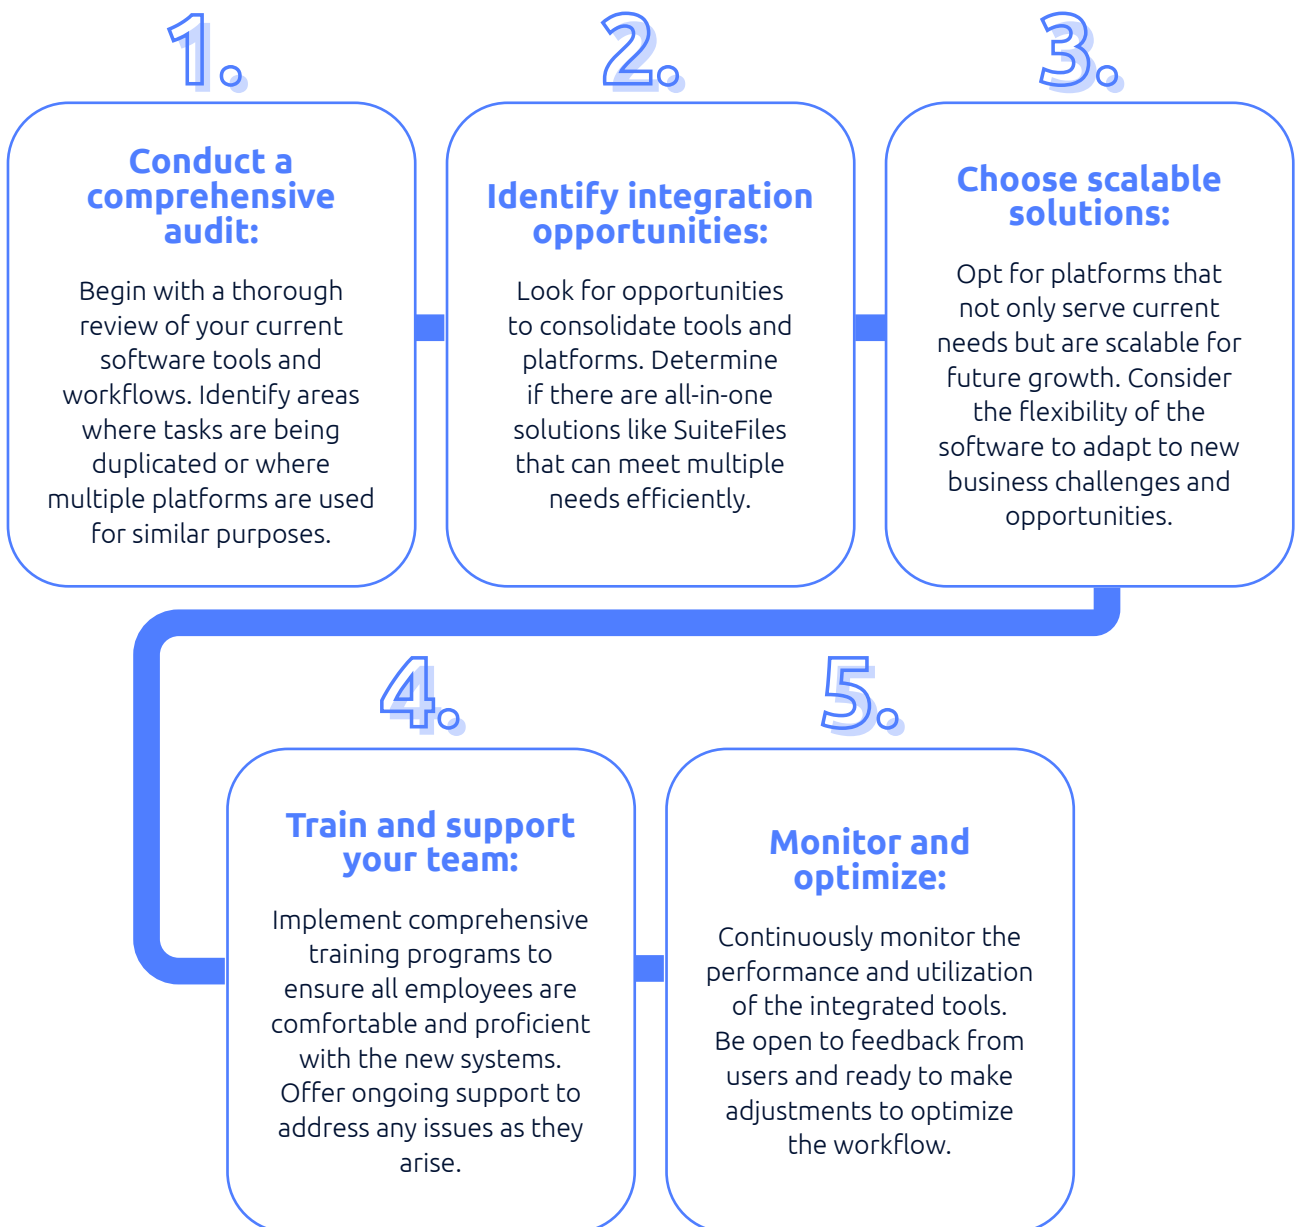 1.
Conduct a
comprehensive
audit:
Begin with a thorough
review of your current
software tools and
workflows. Identify areas
where tasks are being
duplicated or where
multiple platforms are used
for similar purposes.
2.
Identify integration
opportunities:
Look for opportunities
to consolidate tools and
platforms. Determine
if there are all-in-one
solutions like SuiteFiles
that can meet multiple
needs efficiently.
3.
Choose scalable
solutions:
Opt for platforms that
not only serve current
needs but are scalable for
future growth. Consider
the flexibility of the
software to adapt to new
business challenges and
opportunities.
4.
Train and support
your team:
Implement comprehensive
training programs to
ensure all employees are
comfortable and proficient
with the new systems.
Offer ongoing support to
address any issues as they
arise.
5.
Monitor and
optimize:
Continuously monitor the
performance and utilization
of the integrated tools.
Be open to feedback from
users and ready to make
adjustments to optimize
the workflow.